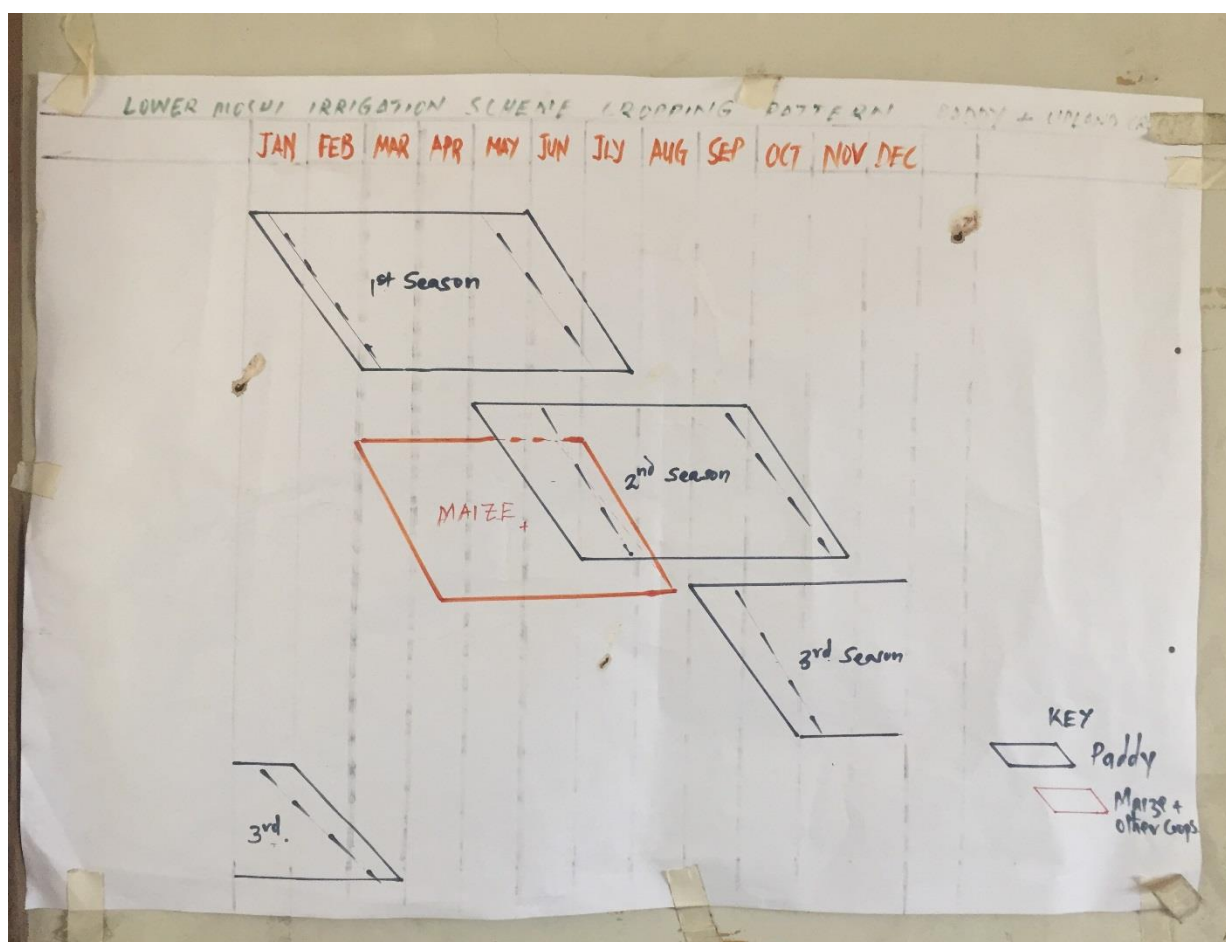 LOWER MOSHI IRRIGATION SCHEME CROPPING PATTERN PADDY + UPLAND
JAN FEB MAR APR MAY JUN JLY AUG SEP OCT NOV DEC
1st Season
2nd Season
MAIZE +
3rd Season
KEY
Paddy
Maize +
other Crops
3rd.